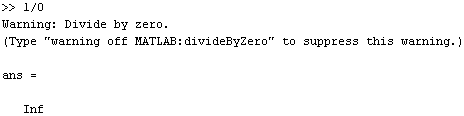 >> 1/0
Warning: Divide by zero.
(Type "warning off MATLAB:divideByZero" to suppress this warning.)
ans =
Inf